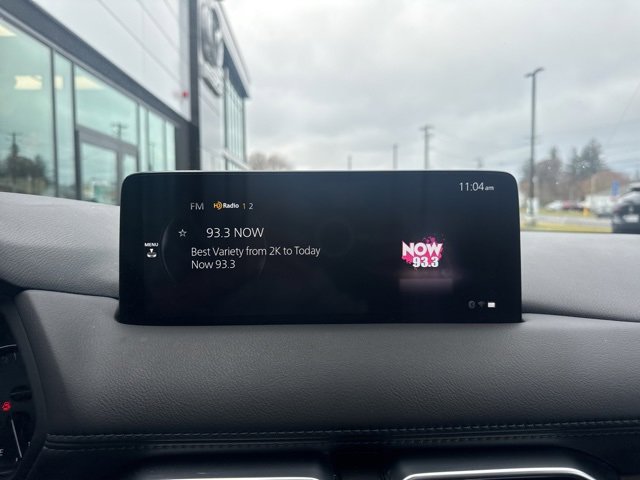 11:04 am
FM HD Radio 1 2
☆ 93.3 NOW
MENU
Best Variety from 2K to Today
Now 93.3
NOW
93.3